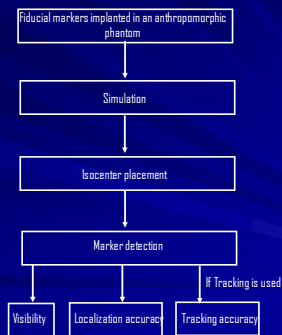 Fiducial markers implanted in an anthropomorphic
phantom
Simulation
Isocenter placement
Marker detection
If Tracking is used
Visibility
Localization accuracy
Tracking accuracy